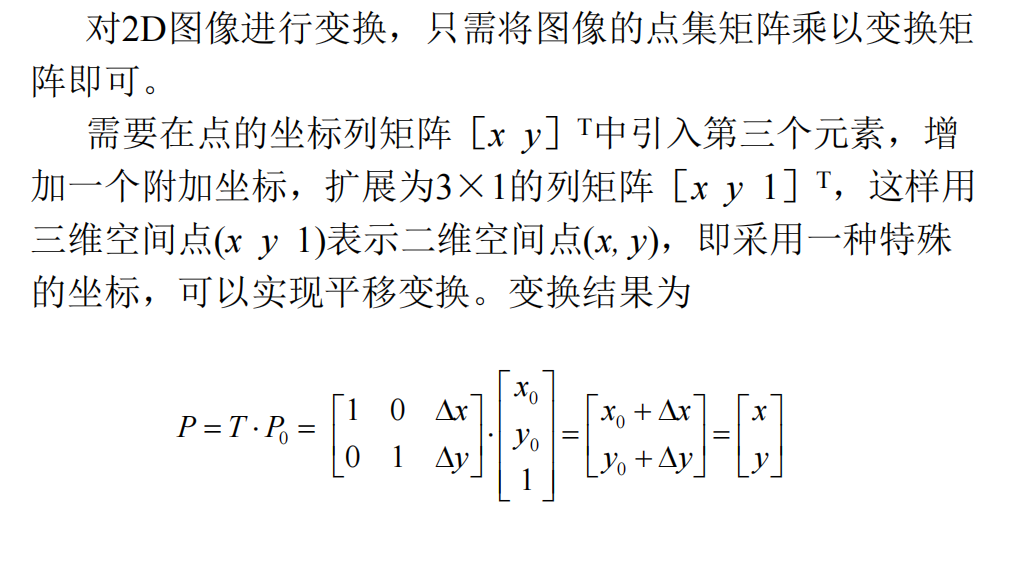 对2D图像进行变换，只需将图像的点集矩阵乘以变换矩
阵即可。
需要在点的坐标列矩阵［x y］ᵀ中引入第三个元素，增
加一个附加坐标，扩展为3×1的列矩阵［x y 1］ᵀ，这样用
三维空间点(x y 1)表示二维空间点(x, y)，即采用一种特殊
的坐标，可以实现平移变换。变换结果为
P = T · P₀ = [1 0 Δx; 0 1 Δy] · [x₀; y₀; 1] = [x₀ + Δx; y₀ + Δy] = [x; y]